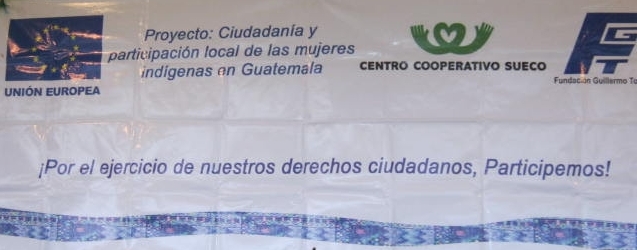 UNIÓN EUROPEA
Proyecto: Ciudadanía y
participación local de las mujeres
indígenas en Guatemala
CENTRO COOPERATIVO SUECO
FGT
Fundación Guillermo
¡Por el ejercicio de nuestros derechos ciudadanos, Participemos!